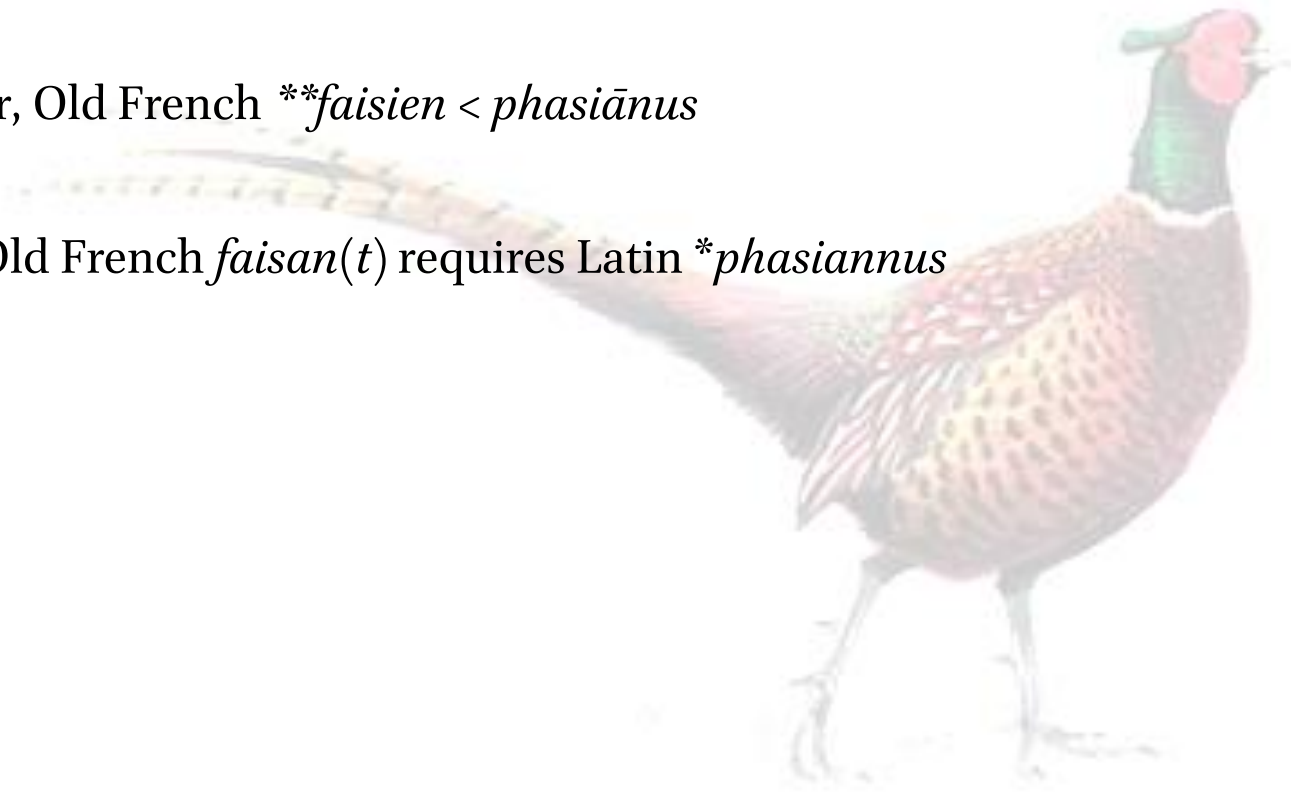 r, Old French **faisien < phasiānus
Old French faisan(t) requires Latin *phasiannus